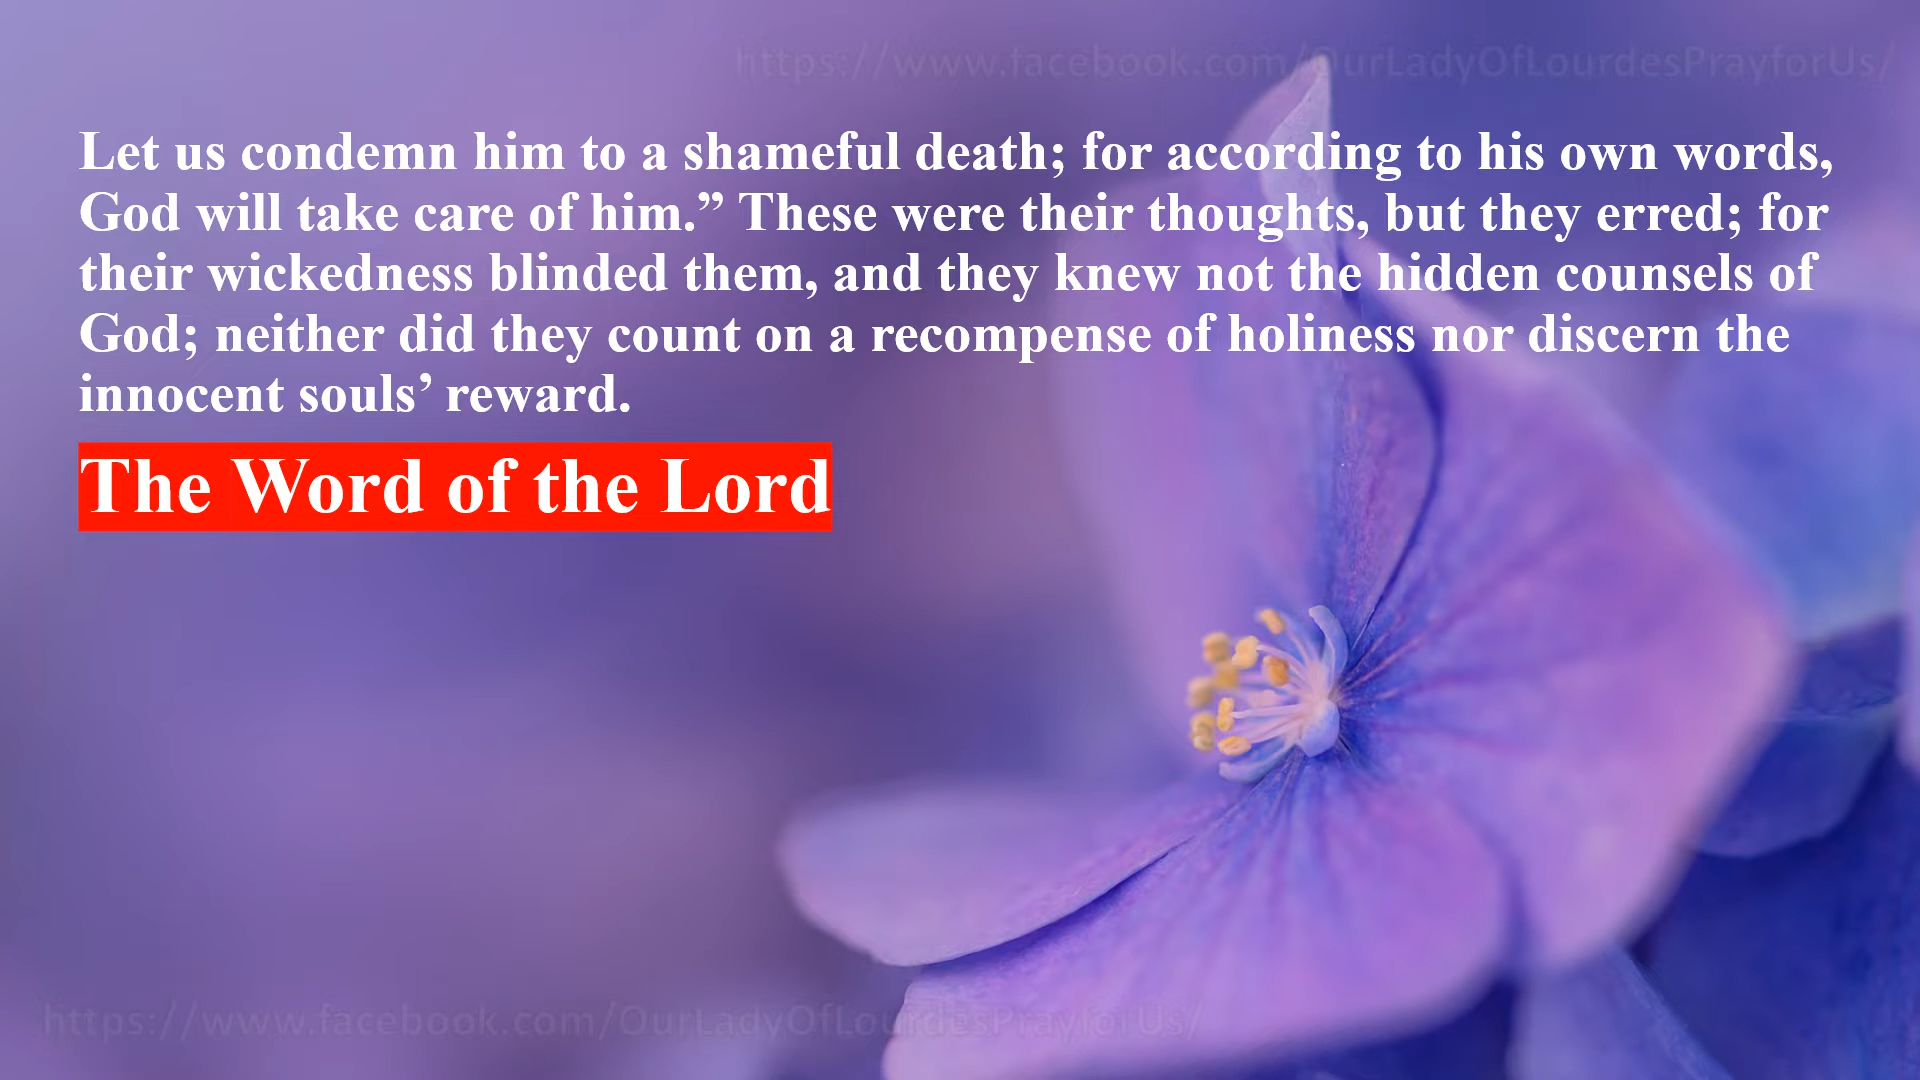 https://www.facebook.com/OurLadyOfLourdesPrayforUs/
Let us condemn him to a shameful death; for according to his own words,
God will take care of him.” These were their thoughts, but they erred; for
their wickedness blinded them, and they knew not the hidden counsels of
God; neither did they count on a recompense of holiness nor discern the
innocent souls’ reward.
The Word of the Lord
https://www.facebook.com/OurLadyOfLourdesPrayforUs/